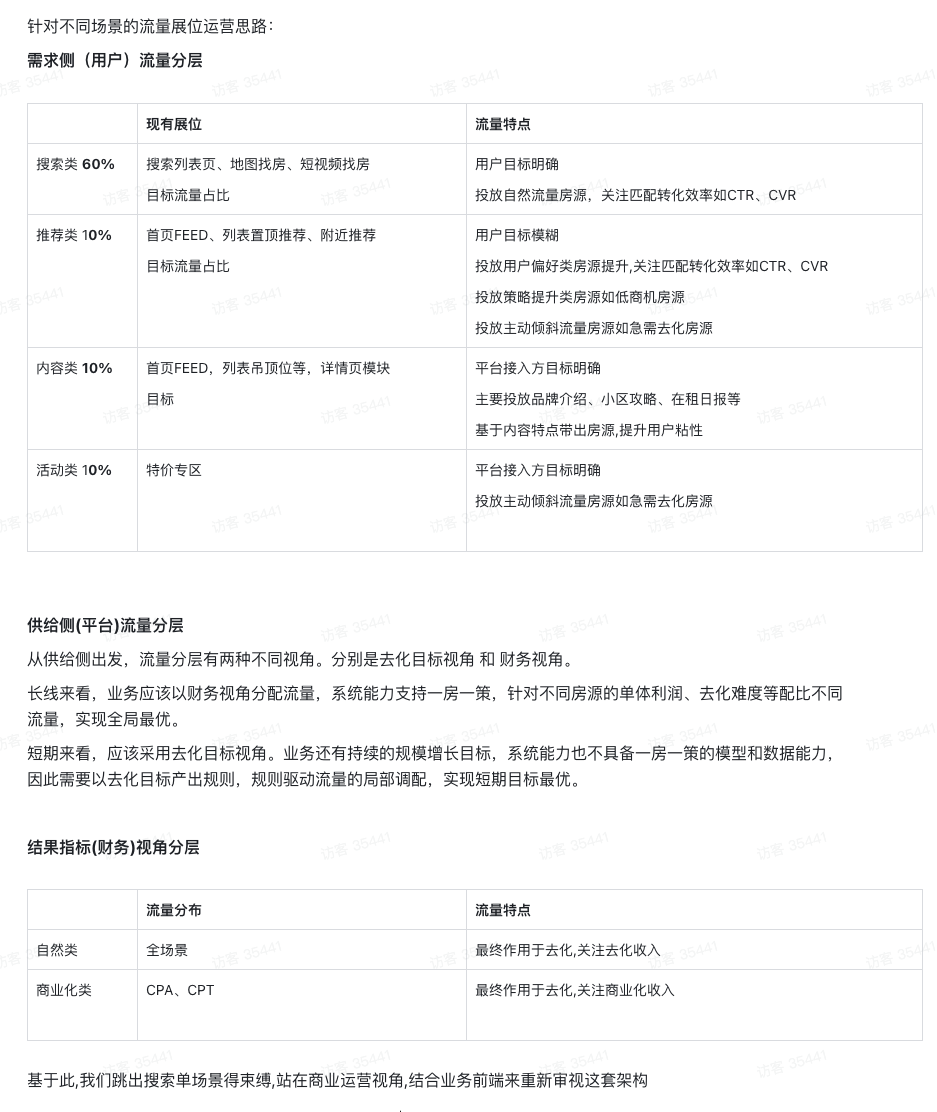 针对不同场景的流量展位运营思路：
需求侧（用户）流量分层
现有展位 流量特点
搜索类 60% 搜索列表页、地图找房、短视频找房 用户目标明确
目标流量占比 投放自然流量房源，关注匹配转化效率如CTR、CVR
推荐类 10% 首页FEED、列表置顶推荐、附近推荐 用户目标模糊
目标流量占比 投放用户偏好类房源提升,关注匹配转化效率如CTR、CVR
投放策略提升类房源如低商机房源
投放主动倾斜流量房源如急需去化房源
内容类 10% 首页FEED，列表吊顶位等，详情页模块 平台接入方目标明确
目标 主要投放品牌介绍、小区攻略、在租日报等
基于内容特点带出房源,提升用户粘性
活动类 10% 特价专区 平台接入方目标明确
投放主动倾斜流量房源如急需去化房源
供给侧(平台)流量分层
从供给侧出发，流量分层有两种不同视角。分别是去化目标视角 和 财务视角。
长线来看，业务应该以财务视角分配流量，系统能力支持一房一策，针对不同房源的单体利润、去化难度等配比不同
流量，实现全局最优。
短期来看，应该采用去化目标视角。业务还有持续的规模增长目标，系统能力也不具备一房一策的模型和数据能力，
因此需要以去化目标产出规则，规则驱动流量的局部调配，实现短期目标最优。
结果指标(财务)视角分层
流量分布 流量特点
自然类 全场景 最终作用于去化,关注去化收入
商业化类 CPA、CPT 最终作用于去化,关注商业化收入
基于此,我们跳出搜索单场景得束缚,站在商业运营视角,结合业务前端来重新审视这套架构
访客 35441